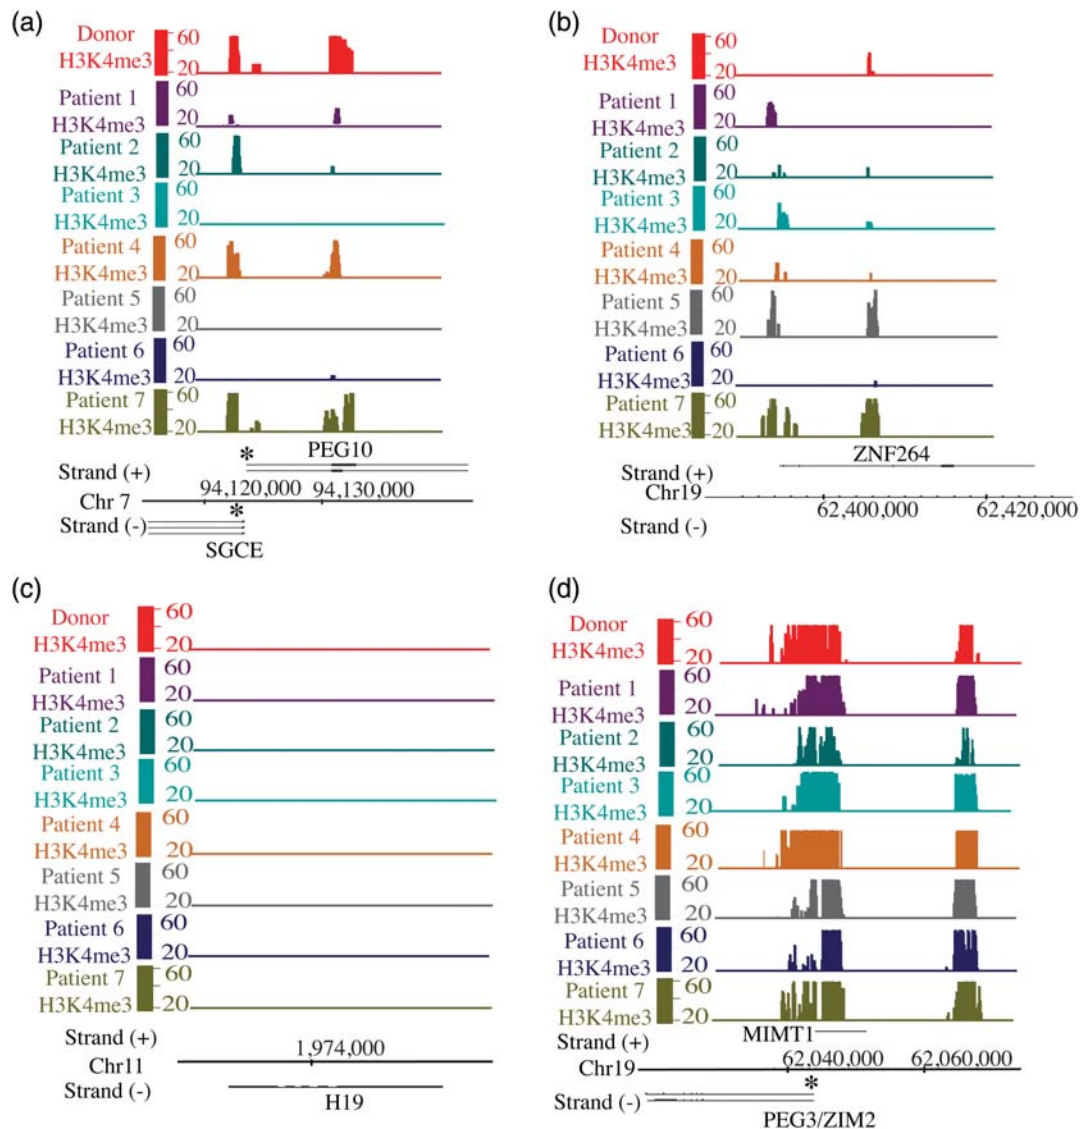 (a)
Donor 60
H3K4me3 20
Patient 1 60
H3K4me3 20
Patient 2 60
H3K4me3 20
Patient 3 60
H3K4me3 20
Patient 4 60
H3K4me3 20
Patient 5 60
H3K4me3 20
Patient 6 60
H3K4me3 20
Patient 7 60
H3K4me3 20
* PEG10
Strand (+)
94,120,000 94,130,000
Chr 7
*
Strand (-)
SGCE
(b)
Donor 60
H3K4me3 20
Patient 1 60
H3K4me3 20
Patient 2 60
H3K4me3 20
Patient 3 60
H3K4me3 20
Patient 4 60
H3K4me3 20
Patient 5 60
H3K4me3 20
Patient 6 60
H3K4me3 20
Patient 7 60
H3K4me3 20
ZNF264
Strand (+)
Chr19
62,400,000 62,420,000
Strand (-)
(c)
Donor 60
H3K4me3 20
Patient 1 60
H3K4me3 20
Patient 2 60
H3K4me3 20
Patient 3 60
H3K4me3 20
Patient 4 60
H3K4me3 20
Patient 5 60
H3K4me3 20
Patient 6 60
H3K4me3 20
Patient 7 60
H3K4me3 20
Strand (+)
1,974,000
Chr11
Strand (-)
H19
(d)
Donor 60
H3K4me3 20
Patient 1 60
H3K4me3 20
Patient 2 60
H3K4me3 20
Patient 3 60
H3K4me3 20
Patient 4 60
H3K4me3 20
Patient 5 60
H3K4me3 20
Patient 6 60
H3K4me3 20
Patient 7 60
H3K4me3 20
MIMT1
Strand (+)
62,040,000 62,060,000
Chr19
*
Strand (-)
PEG3/ZIM2